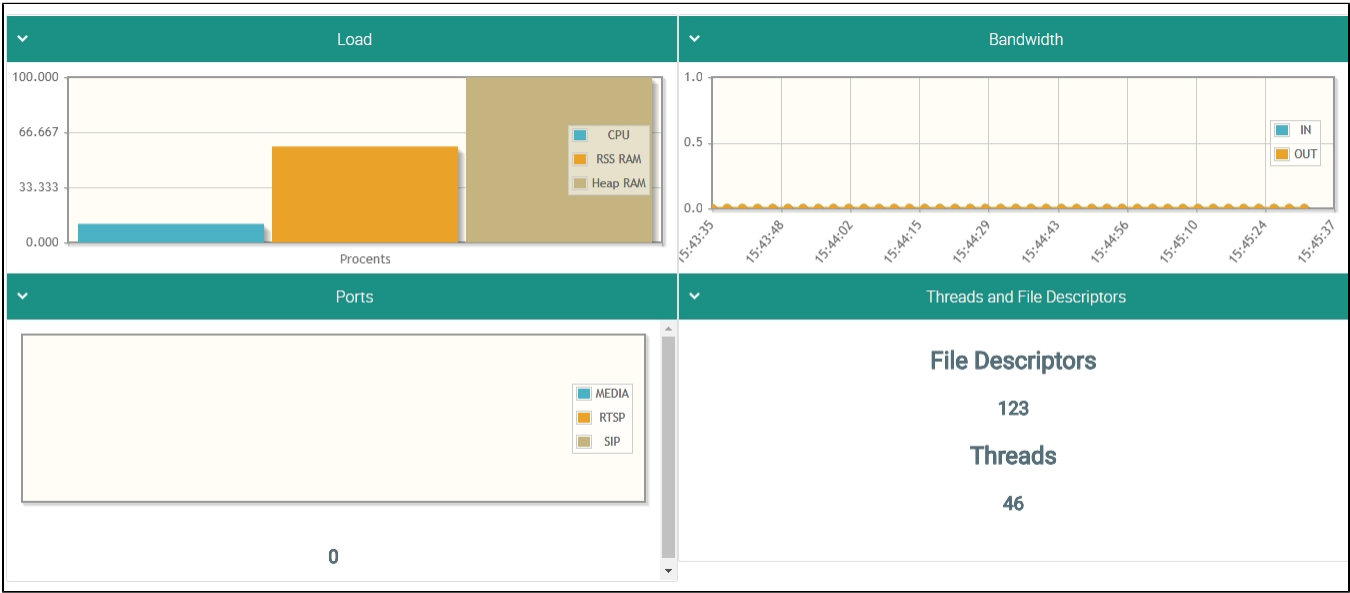 Load
100.000
66.667
33.333
0.000
CPU
RSS RAM
Heap RAM
Procents
Bandwidth
1.0
0.5
0.0
IN
OUT
15:43:35
15:43:48
15:44:02
15:44:15
15:44:29
15:44:43
15:44:56
15:45:10
15:45:24
15:45:37
Ports
MEDIA
RTSP
SIP
0
Threads and File Descriptors
File Descriptors
123
Threads
46